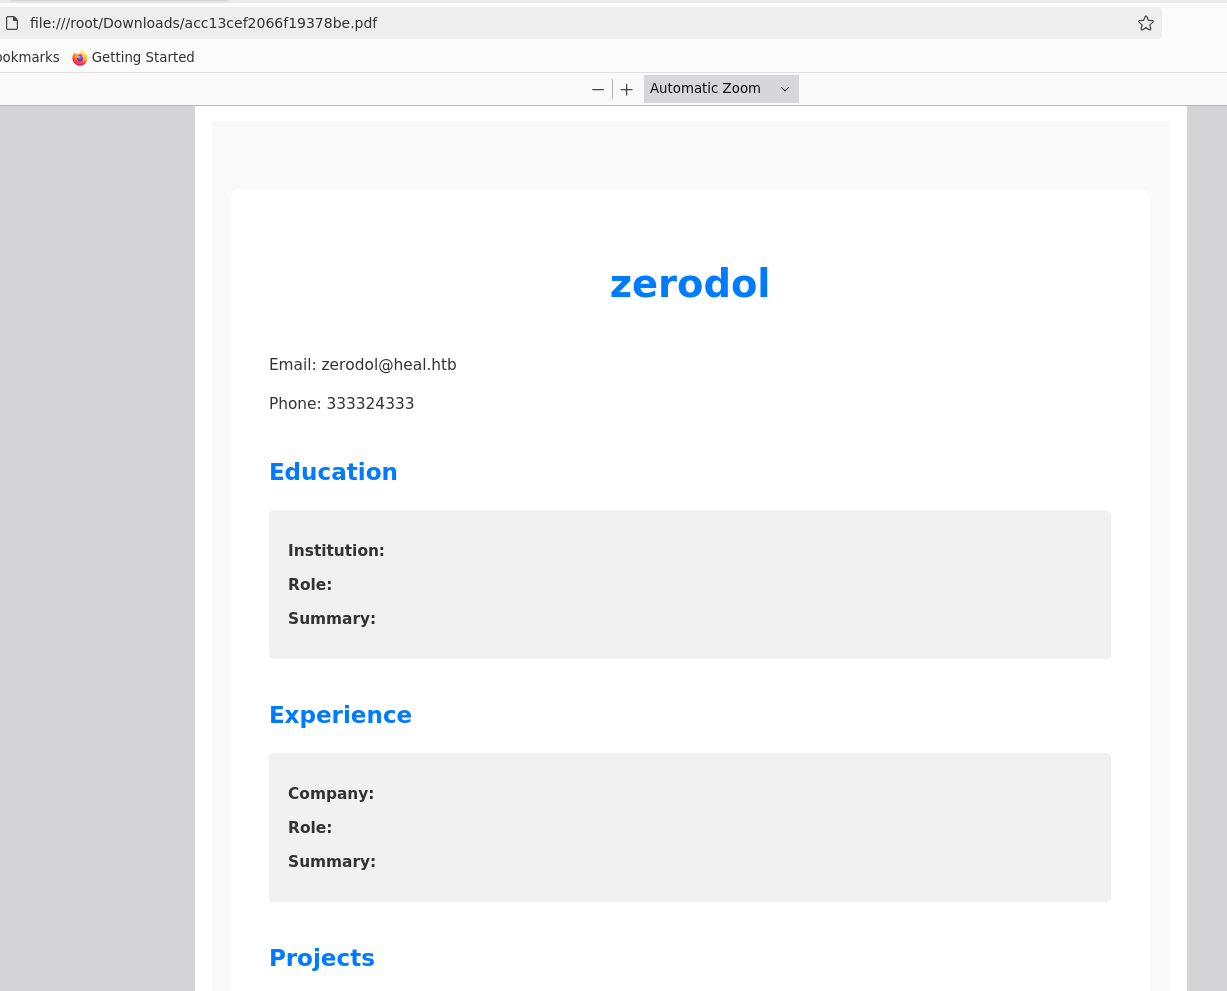 file:///root/Downloads/acc13cef2066f19378be.pdf
ookmarks Getting Started
Automatic Zoom
zerodol
Email: zerodol@heal.htb
Phone: 333324333
Education
Institution:
Role:
Summary:
Experience
Company:
Role:
Summary:
Projects